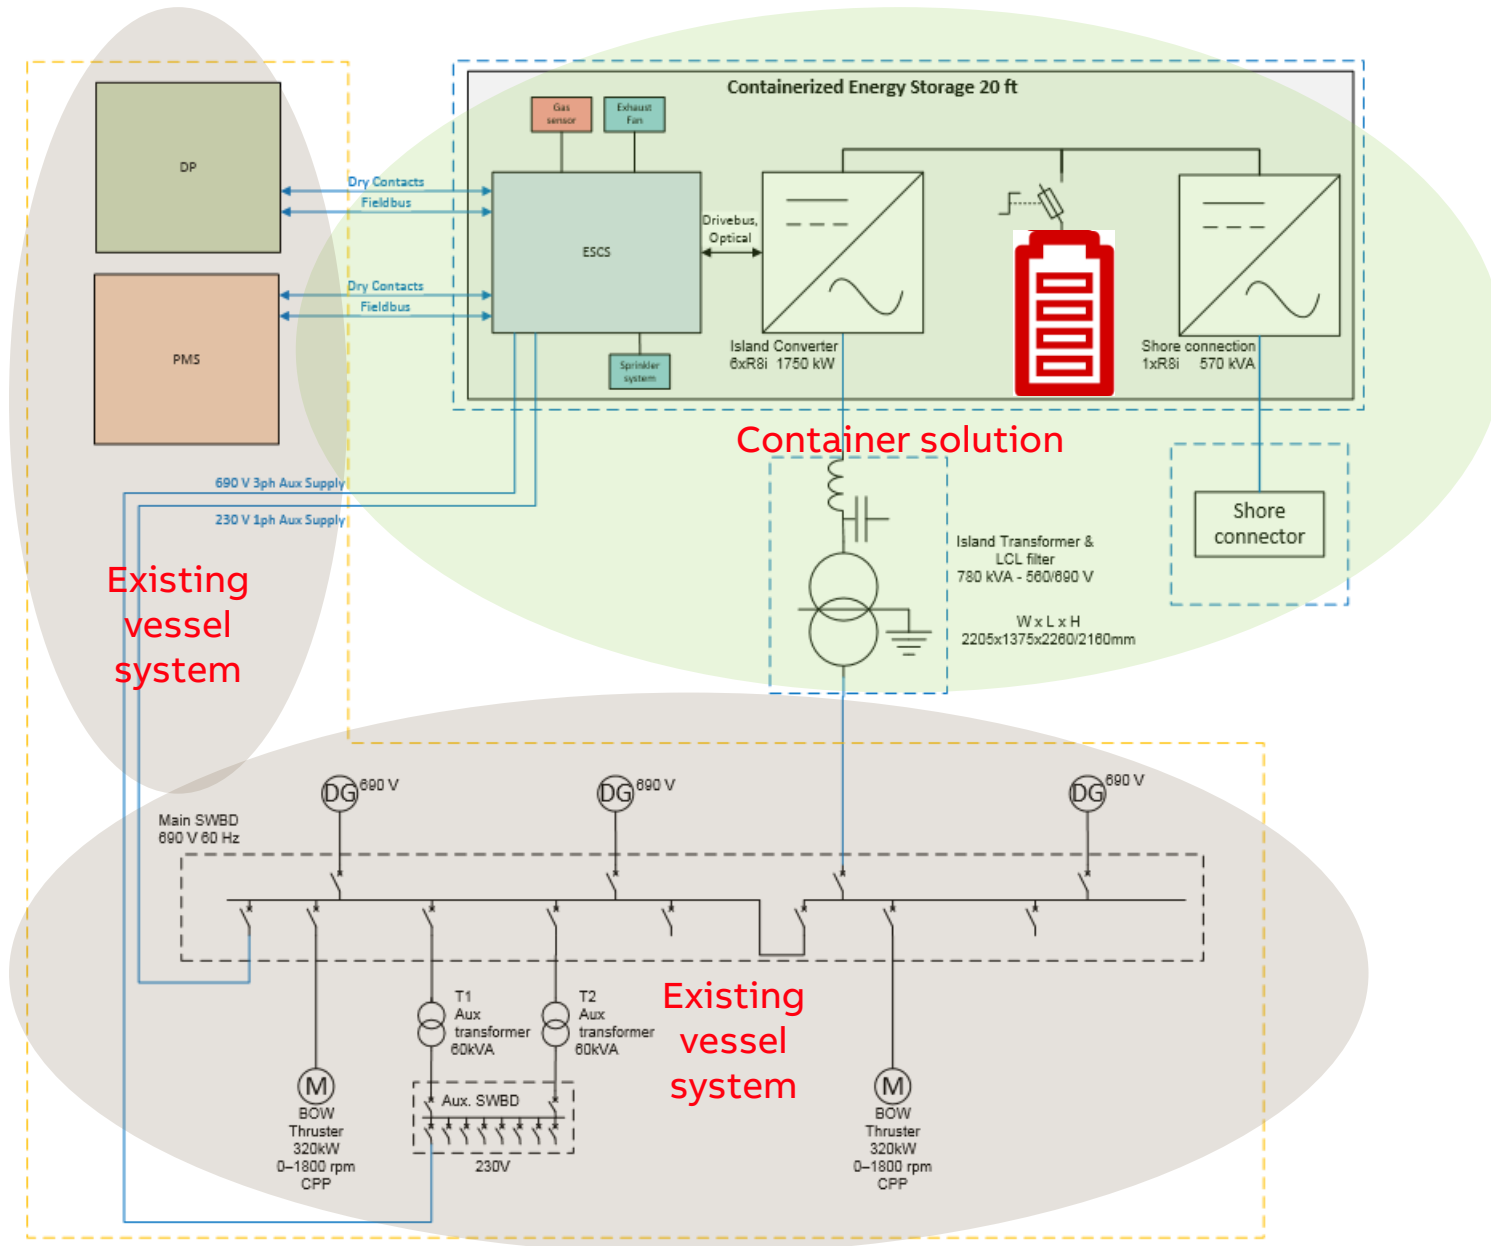 Containerized Energy Storage 20 ft
Gas
sensor
Exhaust
Fan
DP
Dry Contacts
Fieldbus
ESCS
Drivebus,
Optical
Dry Contacts
Fieldbus
PMS
Sprinkler
system
Island Converter
6xR8i 1750 kW
Shore connection
1xR8i 570 kVA
Container solution
690 V 3ph Aux Supply
230 V 1ph Aux Supply
Shore
connector
Island Transformer &
LCL filter
780 kVA - 560/690 V
W x L x H
2205x1375x2260/2160mm
Existing
vessel
system
DG
690 V
DG
690 V
DG
690 V
Main SWBD
690 V 60 Hz
T1
Aux
transformer
60kVA
T2
Aux
transformer
60kVA
Existing
vessel
system
M
BOW
Thruster
320kW
0–1800 rpm
CPP
Aux. SWBD
230V
M
BOW
Thruster
320kW
0–1800 rpm
CPP